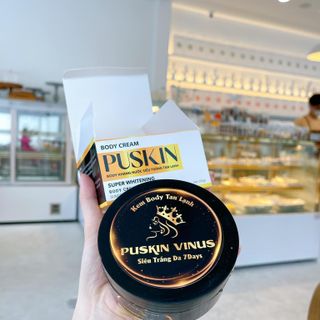 BODY CREAM
PUSKIN
SUPER WHITENING
Kem Body Tan Lạnh
PUSKIN VINUS
Siêu Trắng Da 7Days